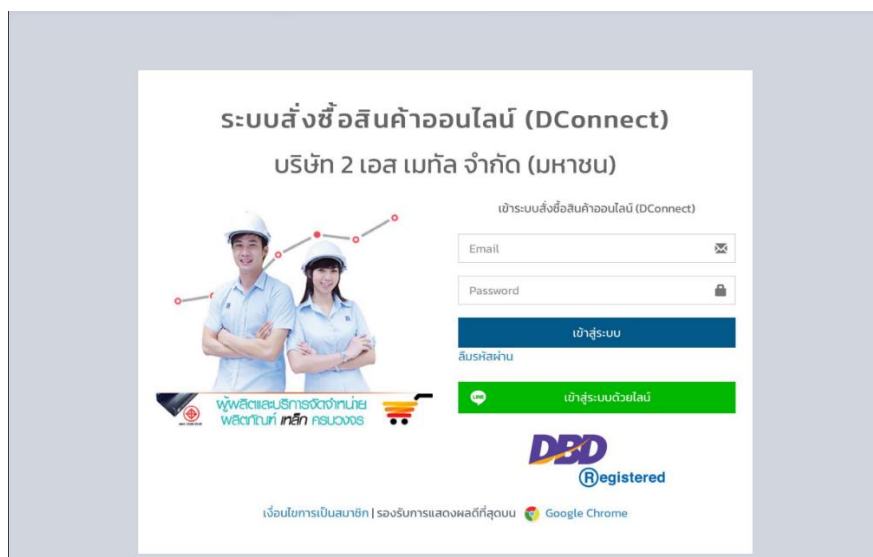 ระบบสั่งซื้อสินค้าออนไลน์ (DConnect)
บริษัท 2 เอส เมทัล จำกัด (มหาชน)
เข้าระบบสั่งซื้อสินค้าออนไลน์ (DConnect)
Email
Password
เข้าสู่ระบบ
ลืมรหัสผ่าน
LINE
เข้าสู่ระบบด้วยไลน์
ผู้ผลิตและบริการจัดจำหน่าย
ผลิตภัณฑ์ เหล็ก ครบวงจร
DBD
Registered
เงื่อนไขการเป็นสมาชิก | รองรับการแสดงผลดีที่สุดบน Google Chrome